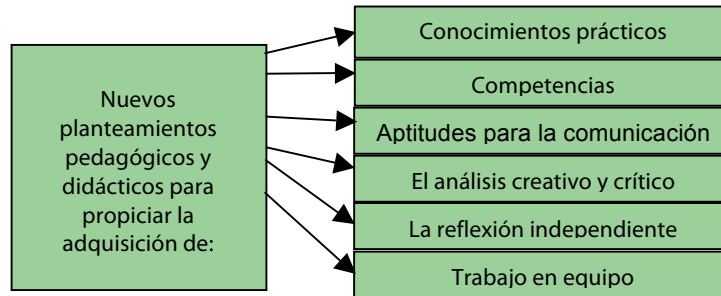 Nuevos
planteamientos
pedagógicos y
didácticos para
propiciar la
adquisición de:
Conocimientos prácticos
Competencias
Aptitudes para la comunicación
El análisis creativo y crítico
La reflexión independiente
Trabajo en equipo